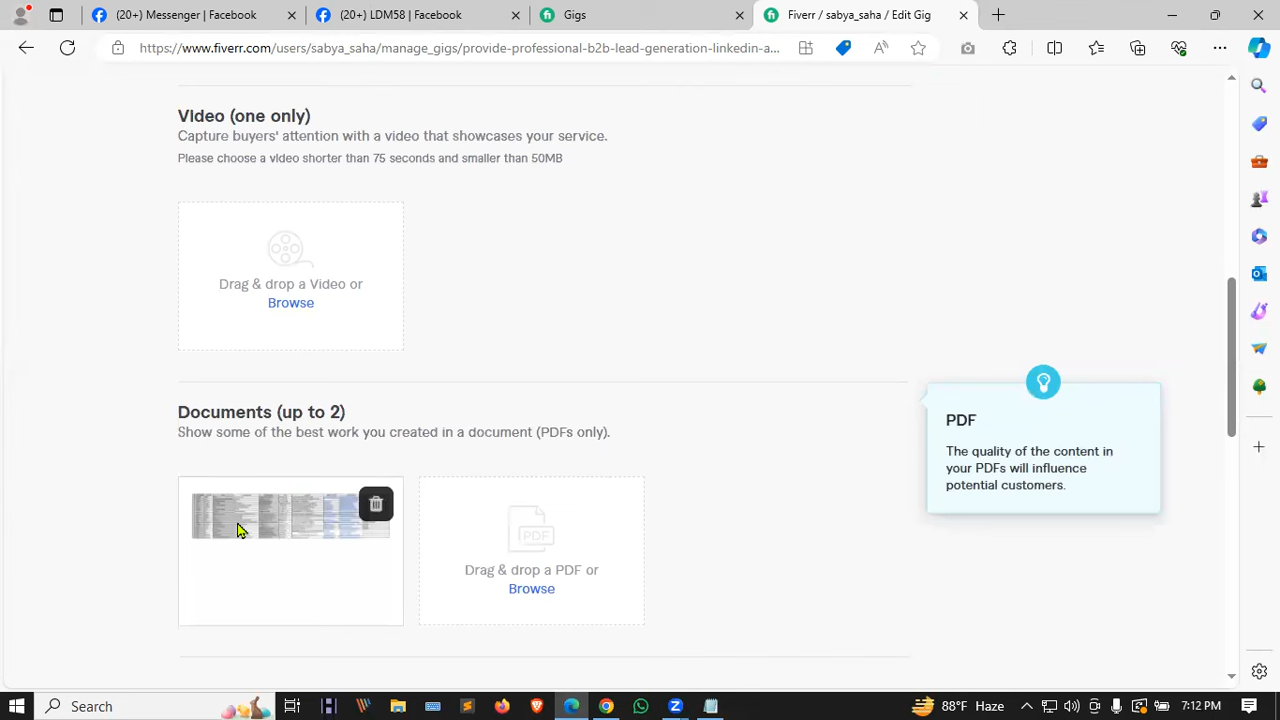 (20+) Messenger | Facebook
(20+) LDM58 | Facebook
Gigs
Fiverr / sabya_saha / Edit Gig
https://www.fiverr.com/users/sabya_saha/manage_gigs/provide-professional-b2b-lead-generation-linkedin-a...
Video (one only)
Capture buyers' attention with a video that showcases your service.
Please choose a video shorter than 75 seconds and smaller than 50MB
Drag & drop a Video or
Browse
Documents (up to 2)
Show some of the best work you created in a document (PDFs only).
PDF
Drag & drop a PDF or
Browse
PDF
The quality of the content in
your PDFs will influence
potential customers.
Search
88°F Haze
7:12 PM